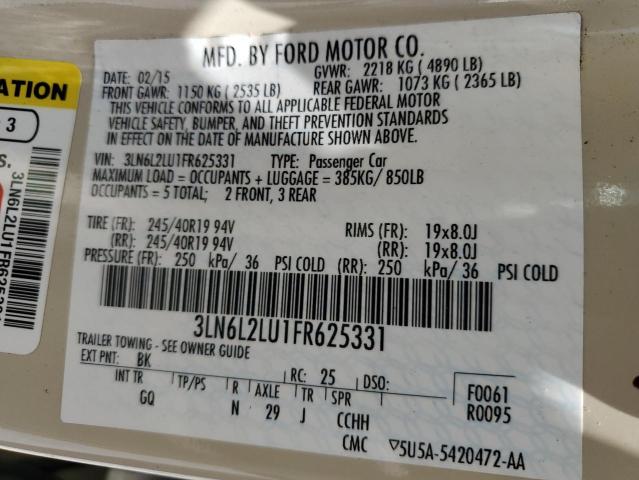 MFD. BY FORD MOTOR CO.
DATE: 02/15 GVWR: 2218 KG ( 4890 LB)
FRONT GAWR: 1150 KG ( 2535 LB) REAR GAWR: 1073 KG ( 2365 LB)
THIS VEHICLE CONFORMS TO ALL APPLICABLE FEDERAL MOTOR
VEHICLE SAFETY, BUMPER, AND THEFT PREVENTION STANDARDS
IN EFFECT ON THE DATE OF MANUFACTURE SHOWN ABOVE.
VIN: 3LN6L2LU1FR625331 TYPE: Passenger Car
MAXIMUM LOAD = OCCUPANTS + LUGGAGE = 385KG/ 850LB
OCCUPANTS = 5 TOTAL; 2 FRONT, 3 REAR
TIRE (FR): 245/40R19 94V RIMS (FR): 19x8.0J
(RR): 245/40R19 94V (RR): 19x8.0J
PRESSURE (FR): 250 kPa/ 36 PSI COLD (RR): 250 kPa/ 36 PSI COLD
3LN6L2LU1FR625331
TRAILER TOWING - SEE OWNER GUIDE
EXT PNT: BK RC: 25 DSO:
INT TR TP/PS R AXLE TR SPR F0061
GQ N 29 J CCHH R0095
CMC ▽5U5A-5420472-AA
ATION
3
S.